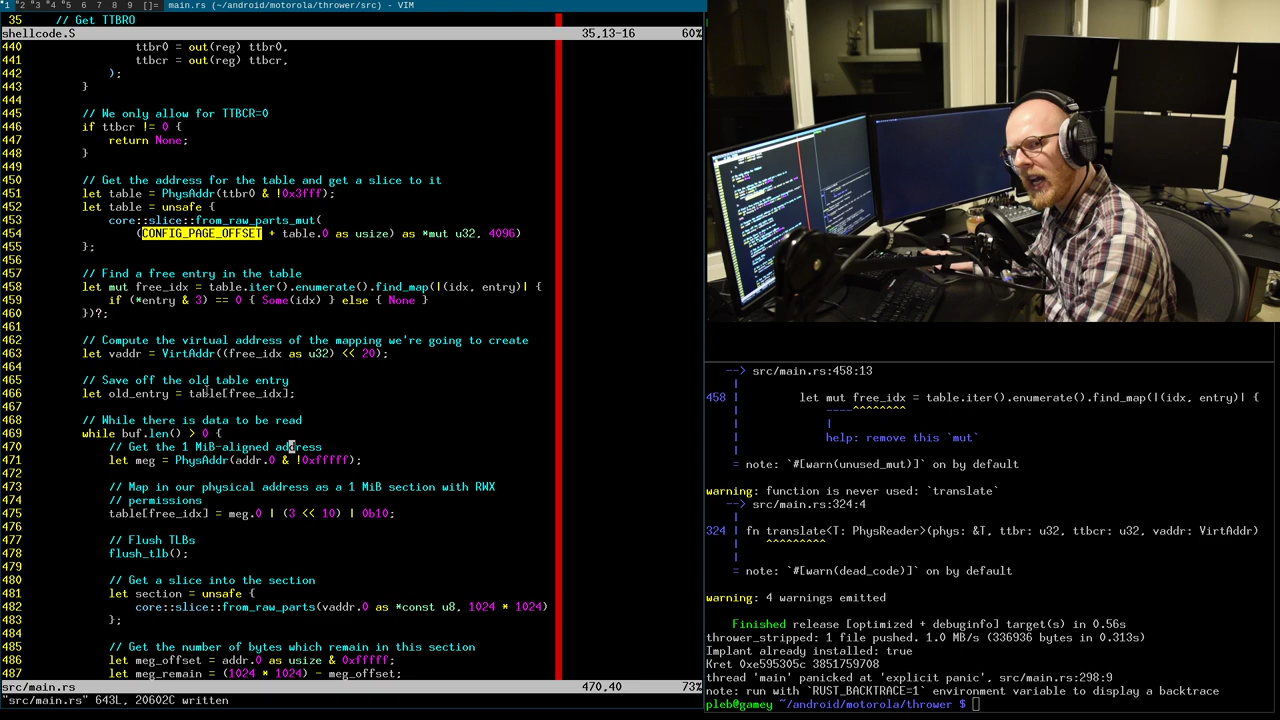 1 2 3 4 5 6 7 8 9 []= main.rs (~/android/motorola/thrower/src) - VIM
35 // Get TTBR0
shellcode.S 35,13-16 60%
440 ttbr0 = out(reg) ttbr0,
441 ttbcr = out(reg) ttbcr,
442 );
443 }
444
445 // We only allow for TTBCR=0
446 if ttbcr != 0 {
447 return None;
448 }
449
450 // Get the address for the table and get a slice to it
451 let table = PhysAddr(ttbr0 & !0x3fff);
452 let table = unsafe {
453 core::slice::from_raw_parts_mut(
454 (CONFIG_PAGE_OFFSET + table.0 as usize) as *mut u32, 4096)
455 };
456
457 // Find a free entry in the table
458 let mut free_idx = table.iter().enumerate().find_map(|(idx, entry)| {
459 if (*entry & 3) == 0 { Some(idx) } else { None }
460 })?;
461
462 // Compute the virtual address of the mapping we're going to create
463 let vaddr = VirtAddr((free_idx as u32) << 20);
464
465 // Save off the old table entry
466 let old_entry = table[free_idx];
467
468 // While there is data to be read
469 while buf.len() > 0 {
470 // Get the 1 MiB-aligned address
471 let meg = PhysAddr(addr.0 & !0xfffff);
472
473 // Map in our physical address as a 1 MiB section with RWX
474 // permissions
475 table[free_idx] = meg.0 | (3 << 10) | 0b10;
476
477 // Flush TLBs
478 flush_tlb();
479
480 // Get a slice into the section
481 let section = unsafe {
482 core::slice::from_raw_parts(vaddr.0 as *const u8, 1024 * 1024)
483 };
484
485 // Get the number of bytes which remain in this section
486 let meg_offset = addr.0 as usize & 0xfffff;
487 let meg_remain = (1024 * 1024) - meg_offset;
src/main.rs 470,40 73%
"src/main.rs" 643L, 20602C written
--> src/main.rs:458:13
|
458 | let mut free_idx = table.iter().enumerate().find_map(|(idx, entry)| {
| ----^^^^^^^^
| |
| help: remove this `mut`
|
= note: `#[warn(unused_mut)]` on by default
warning: function is never used: `translate`
--> src/main.rs:324:4
|
324 | fn translate<T: PhysReader>(phys: &T, ttbr: u32, ttbcr: u32, vaddr: VirtAddr)
| ^^^^^^^^^
|
= note: `#[warn(dead_code)]` on by default
warning: 4 warnings emitted
Finished release [optimized + debuginfo] target(s) in 0.56s
thrower_stripped: 1 file pushed. 1.0 MB/s (336936 bytes in 0.313s)
Implant already installed: true
Kret 0xe595305c 3851759708
thread 'main' panicked at 'explicit panic', src/main.rs:298:9
note: run with `RUST_BACKTRACE=1` environment variable to display a backtrace
pleb@gamey ~/android/motorola/thrower $